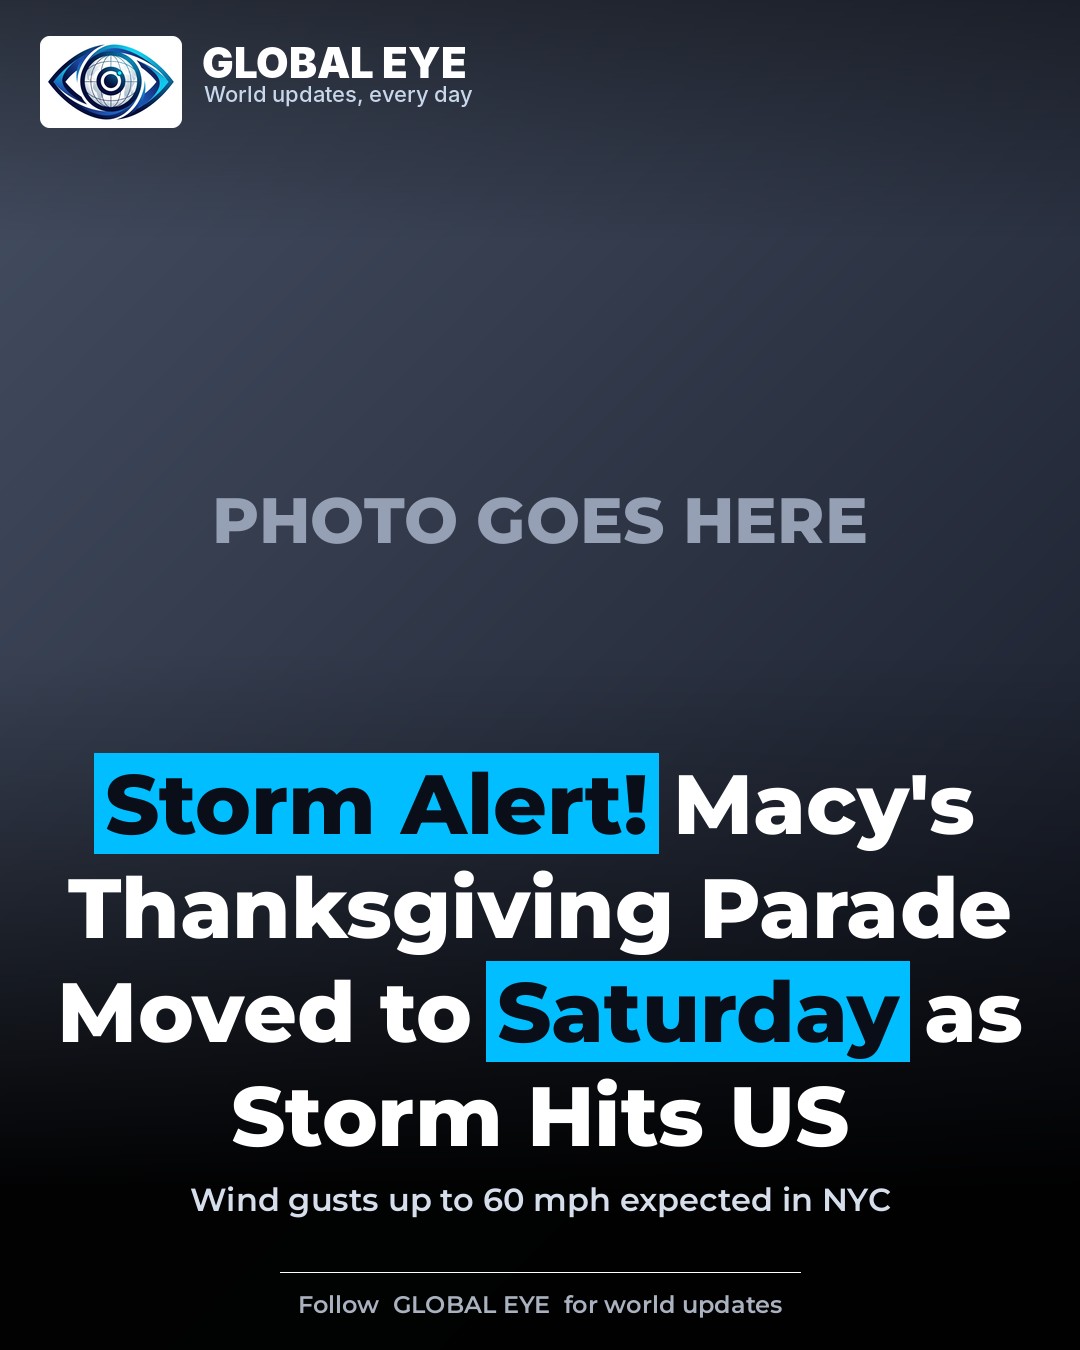 GLOBAL EYE
World updates, every day
PHOTO GOES HERE
Storm Alert! Macy's
Thanksgiving Parade
Moved to Saturday as
Storm Hits US
Wind gusts up to 60 mph expected in NYC
Follow GLOBAL EYE for world updates